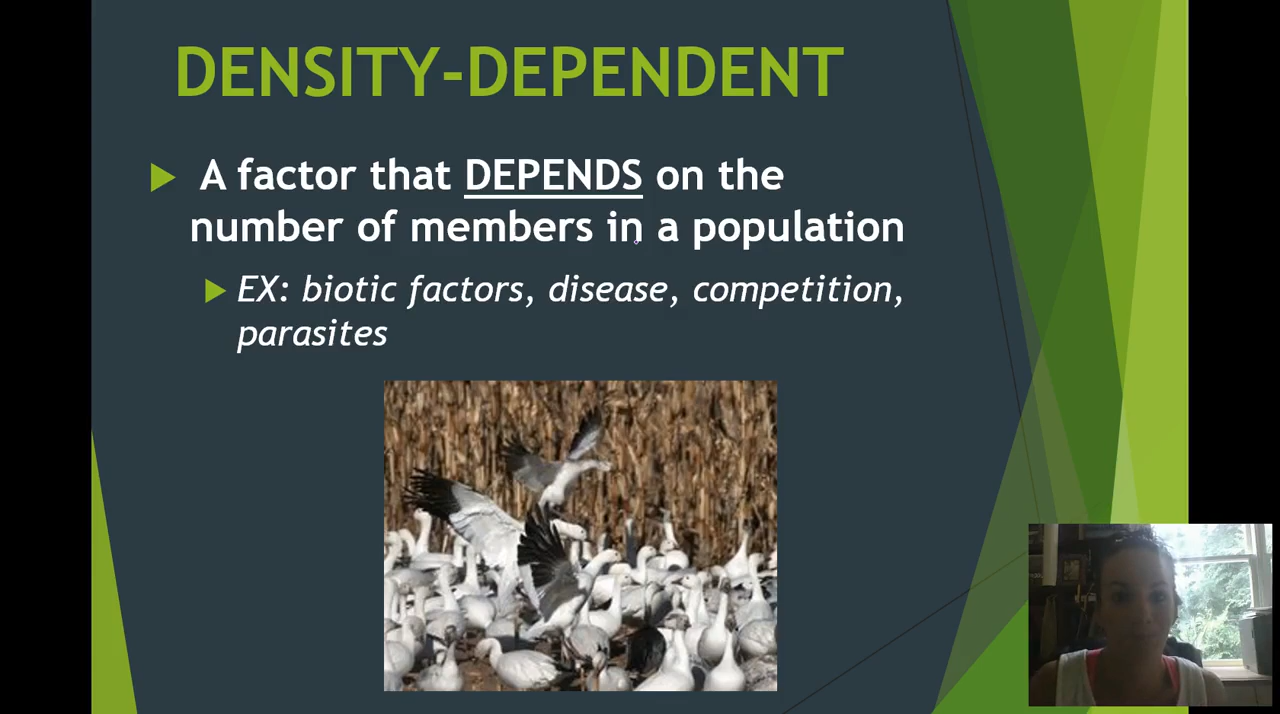 DENSITY-DEPENDENT
A factor that DEPENDS on the
number of members in a population
EX: biotic factors, disease, competition,
parasites